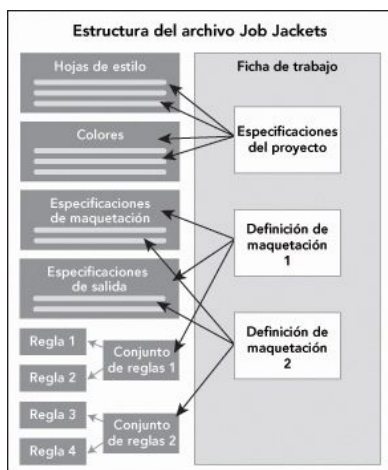 Estructura del archivo Job Jackets
Hojas de estilo
Colores
Especificaciones
de maquetación
Especificaciones
de salida
Regla 1
Regla 2
Conjunto
de reglas 1
Regla 3
Regla 4
Conjunto
de reglas 2
Ficha de trabajo
Especificaciones
del proyecto
Definición de
maquetación
1
Definición de
maquetación
2